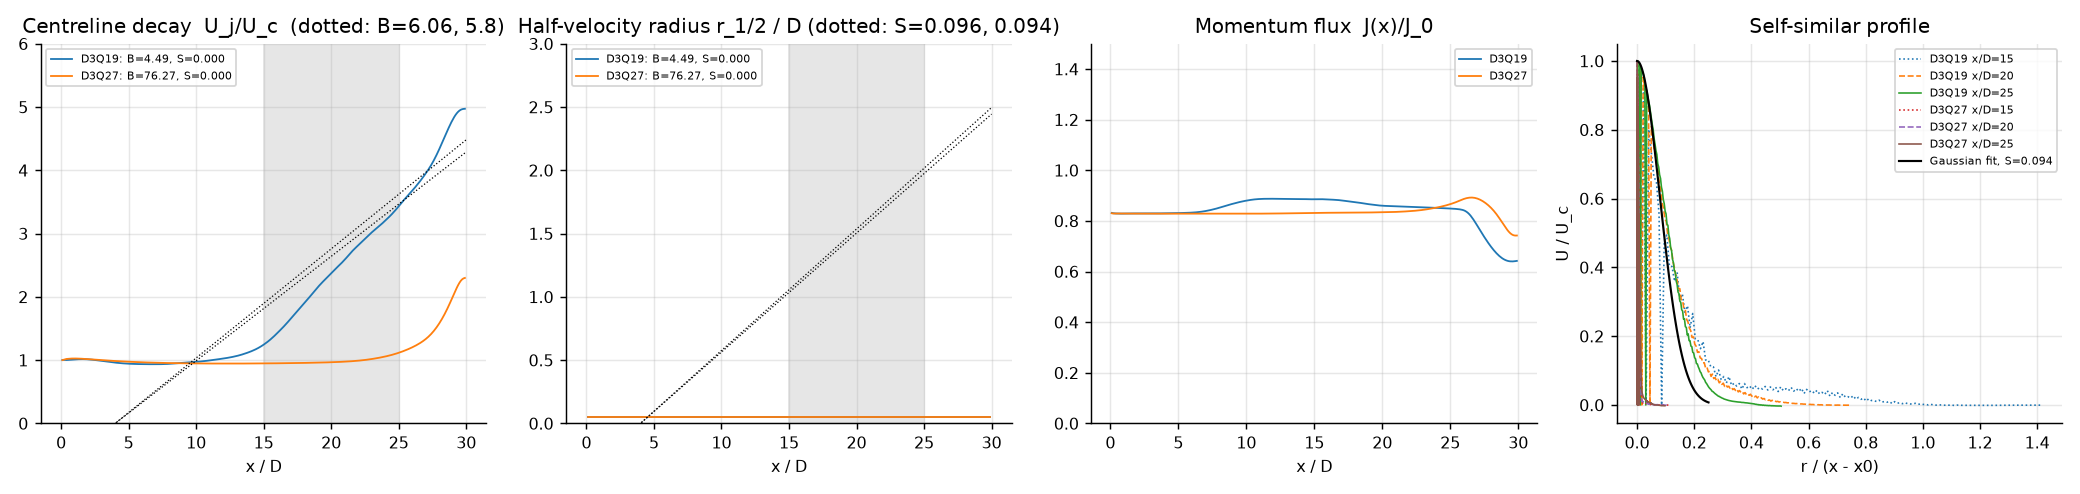 Centreline decay  U_j/U_c  (dotted: B=6.06, 5.8)
D3Q19: B=4.49, S=0.000
D3Q27: B=76.27, S=0.000
6
5
4
3
2
1
0
0 5 10 15 20 25 30
x / D
Half-velocity radius r_1/2 / D (dotted: S=0.096, 0.094)
D3Q19: B=4.49, S=0.000
D3Q27: B=76.27, S=0.000
3.0
2.5
2.0
1.5
1.0
0.5
0.0
0 5 10 15 20 25 30
x / D
Momentum flux  J(x)/J_0
D3Q19
D3Q27
1.4
1.2
1.0
0.8
0.6
0.4
0.2
0.0
0 5 10 15 20 25 30
x / D
Self-similar profile
D3Q19 x/D=15
D3Q19 x/D=20
D3Q19 x/D=25
D3Q27 x/D=15
D3Q27 x/D=20
D3Q27 x/D=25
Gaussian fit, S=0.094
U / U_c
1.0
0.8
0.6
0.4
0.2
0.0
0.0 0.2 0.4 0.6 0.8 1.0 1.2 1.4
r / (x - x0)